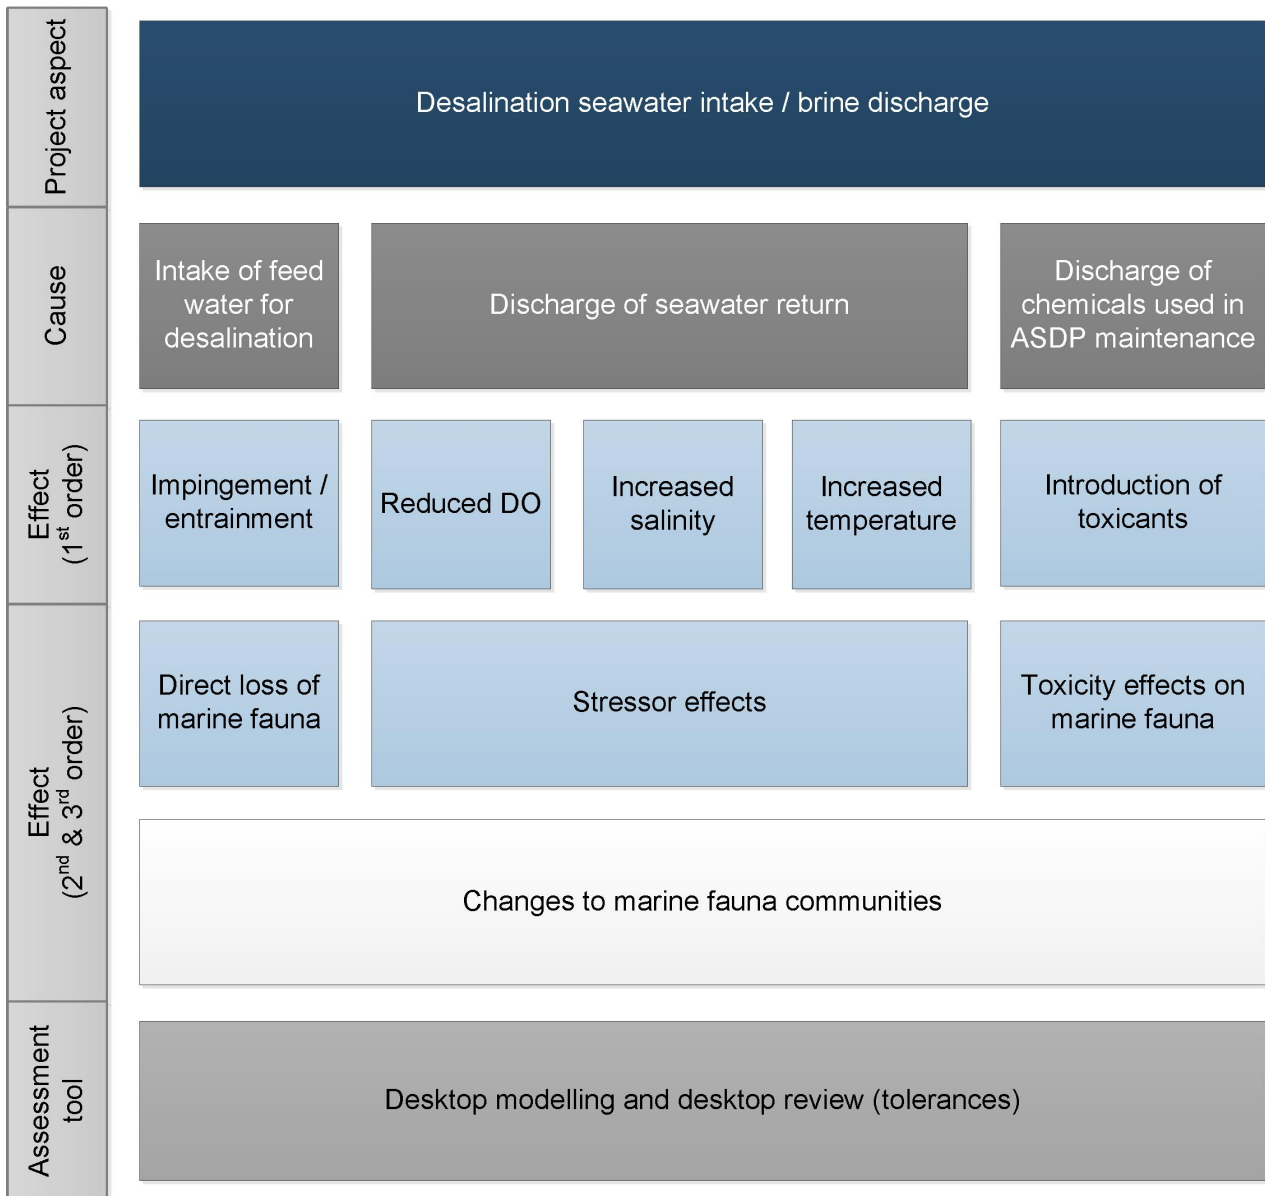 Project aspect
Desalination seawater intake / brine discharge
Cause
Intake of feed
water for
desalination
Discharge of seawater return
Discharge of
chemicals used in
ASDP maintenance
Effect
(1st order)
Impingement /
entrainment
Reduced DO
Increased
salinity
Increased
temperature
Introduction of
toxicants
Effect
(2nd & 3rd order)
Direct loss of
marine fauna
Stressor effects
Toxicity effects on
marine fauna
Changes to marine fauna communities
Assessment
tool
Desktop modelling and desktop review (tolerances)